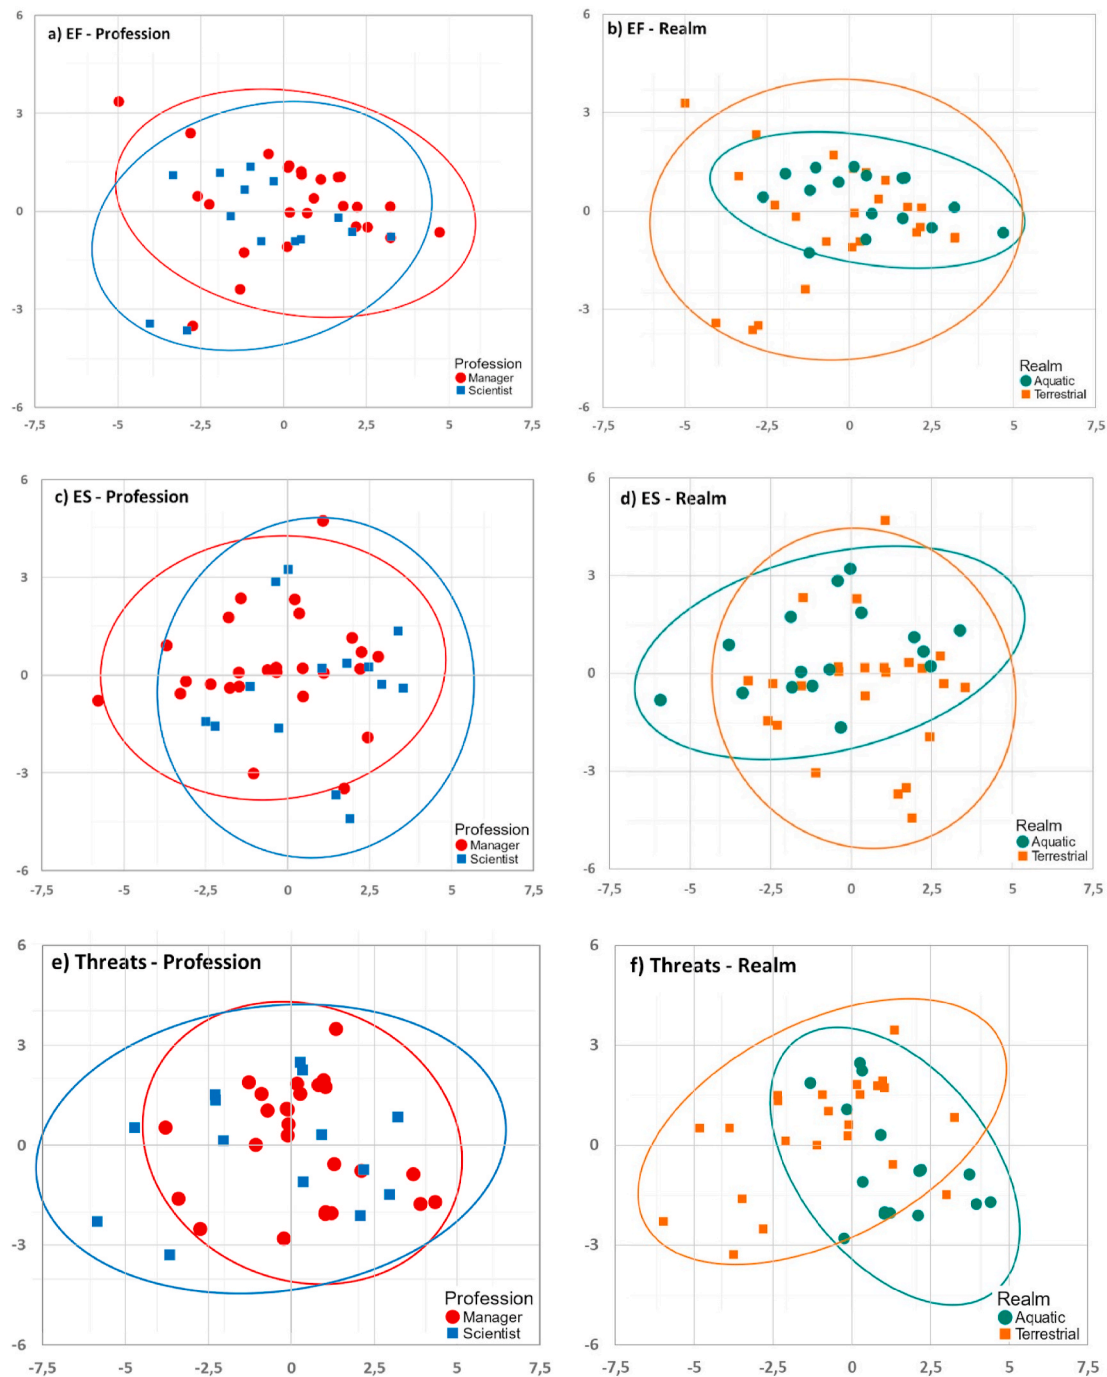 a) EF - Profession
6
3
0
-3
-6
-7,5 -5 -2,5 0 2,5 5 7,5
Profession
Manager
Scientist
b) EF - Realm
6
3
0
-3
-6
-7,5 -5 -2,5 0 2,5 5 7,5
Realm
Aquatic
Terrestrial
c) ES - Profession
6
3
0
-3
-6
-7,5 -5 -2,5 0 2,5 5 7,5
Profession
Manager
Scientist
d) ES - Realm
6
3
0
-3
-6
-7,5 -5 -2,5 0 2,5 5 7,5
Realm
Aquatic
Terrestrial
e) Threats - Profession
6
3
0
-3
-6
-7,5 -5 -2,5 0 2,5 5 7,5
Profession
Manager
Scientist
f) Threats - Realm
6
3
0
-3
-6
-7,5 -5 -2,5 0 2,5 5 7,5
Realm
Aquatic
Terrestrial